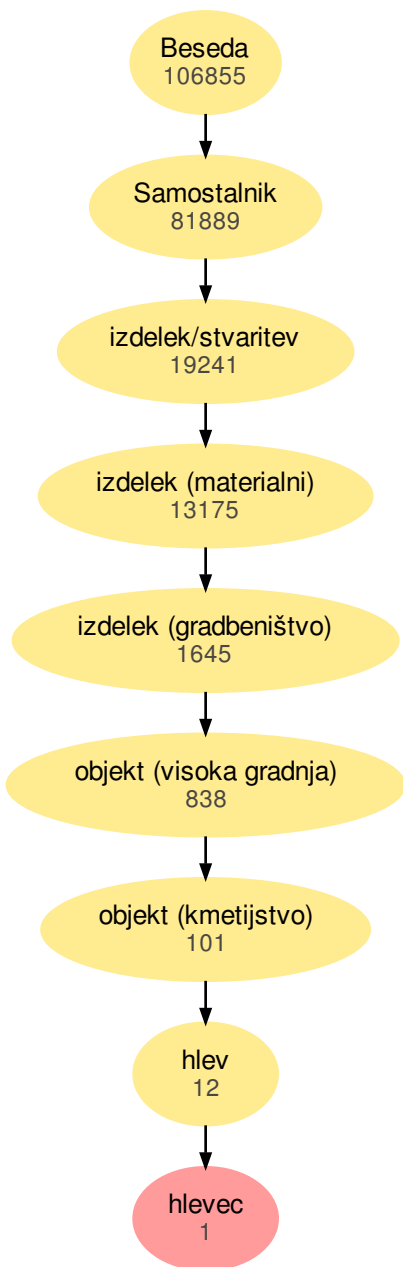 Beseda
106855
Samostalnik
81889
izdelek/stvaritev
19241
izdelek (materialni)
13175
izdelek (gradbeništvo)
1645
objekt (visoka gradnja)
838
objekt (kmetijstvo)
101
hlev
12
hlevec
1